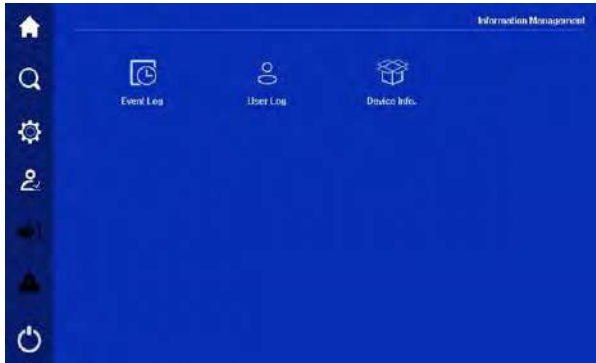 Information Management
Event Log
User Log
Device Info.